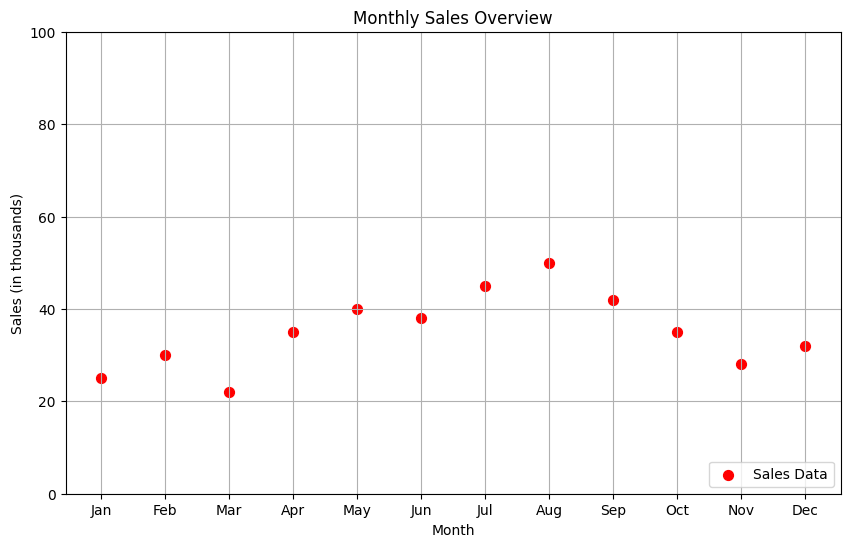 Monthly Sales Overview
100
80
60
40
20
0
Sales (in thousands)
Jan Feb Mar Apr May Jun Jul Aug Sep Oct Nov Dec
Month
Sales Data